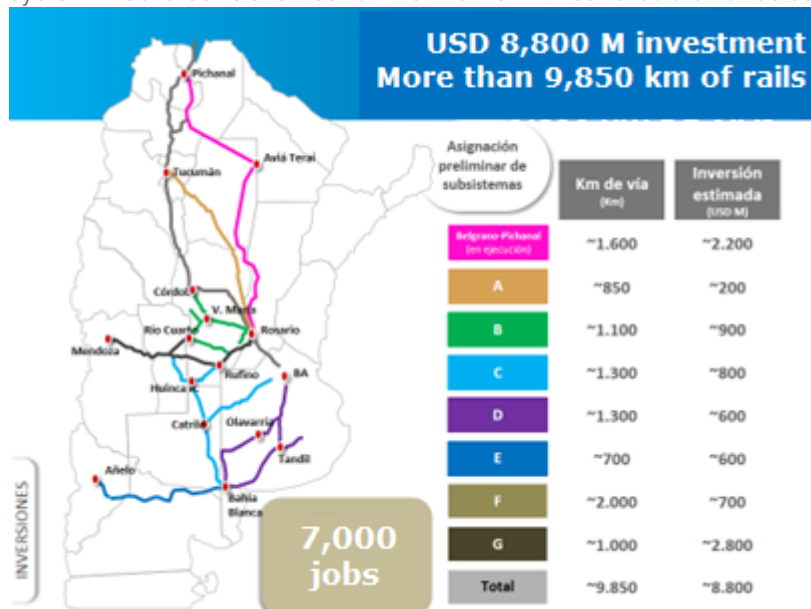 USD 8,800 M investment
More than 9,850 km of rails
Pichanal
Aviá Terai
Tucumán
Córdo
V. María
Río Cuarto
Rosario
Mendoza
Rufino
BA
Huinca R.
Catriló
Olavarría
Tandil
Añelo
Bahía
Blanca
INVERSIONES
7,000
jobs
Asignación
preliminar de
subsistemas
Km de vía
(Km)
Inversión
estimada
(USD M)
Belgrano-Pichanal
(en ejecución)
~1.600
~2.200
A
~850
~200
B
~1.100
~900
C
~1.300
~800
D
~1.300
~600
E
~700
~600
F
~2.000
~700
G
~1.000
~2.800
Total
~9.850
~8.800